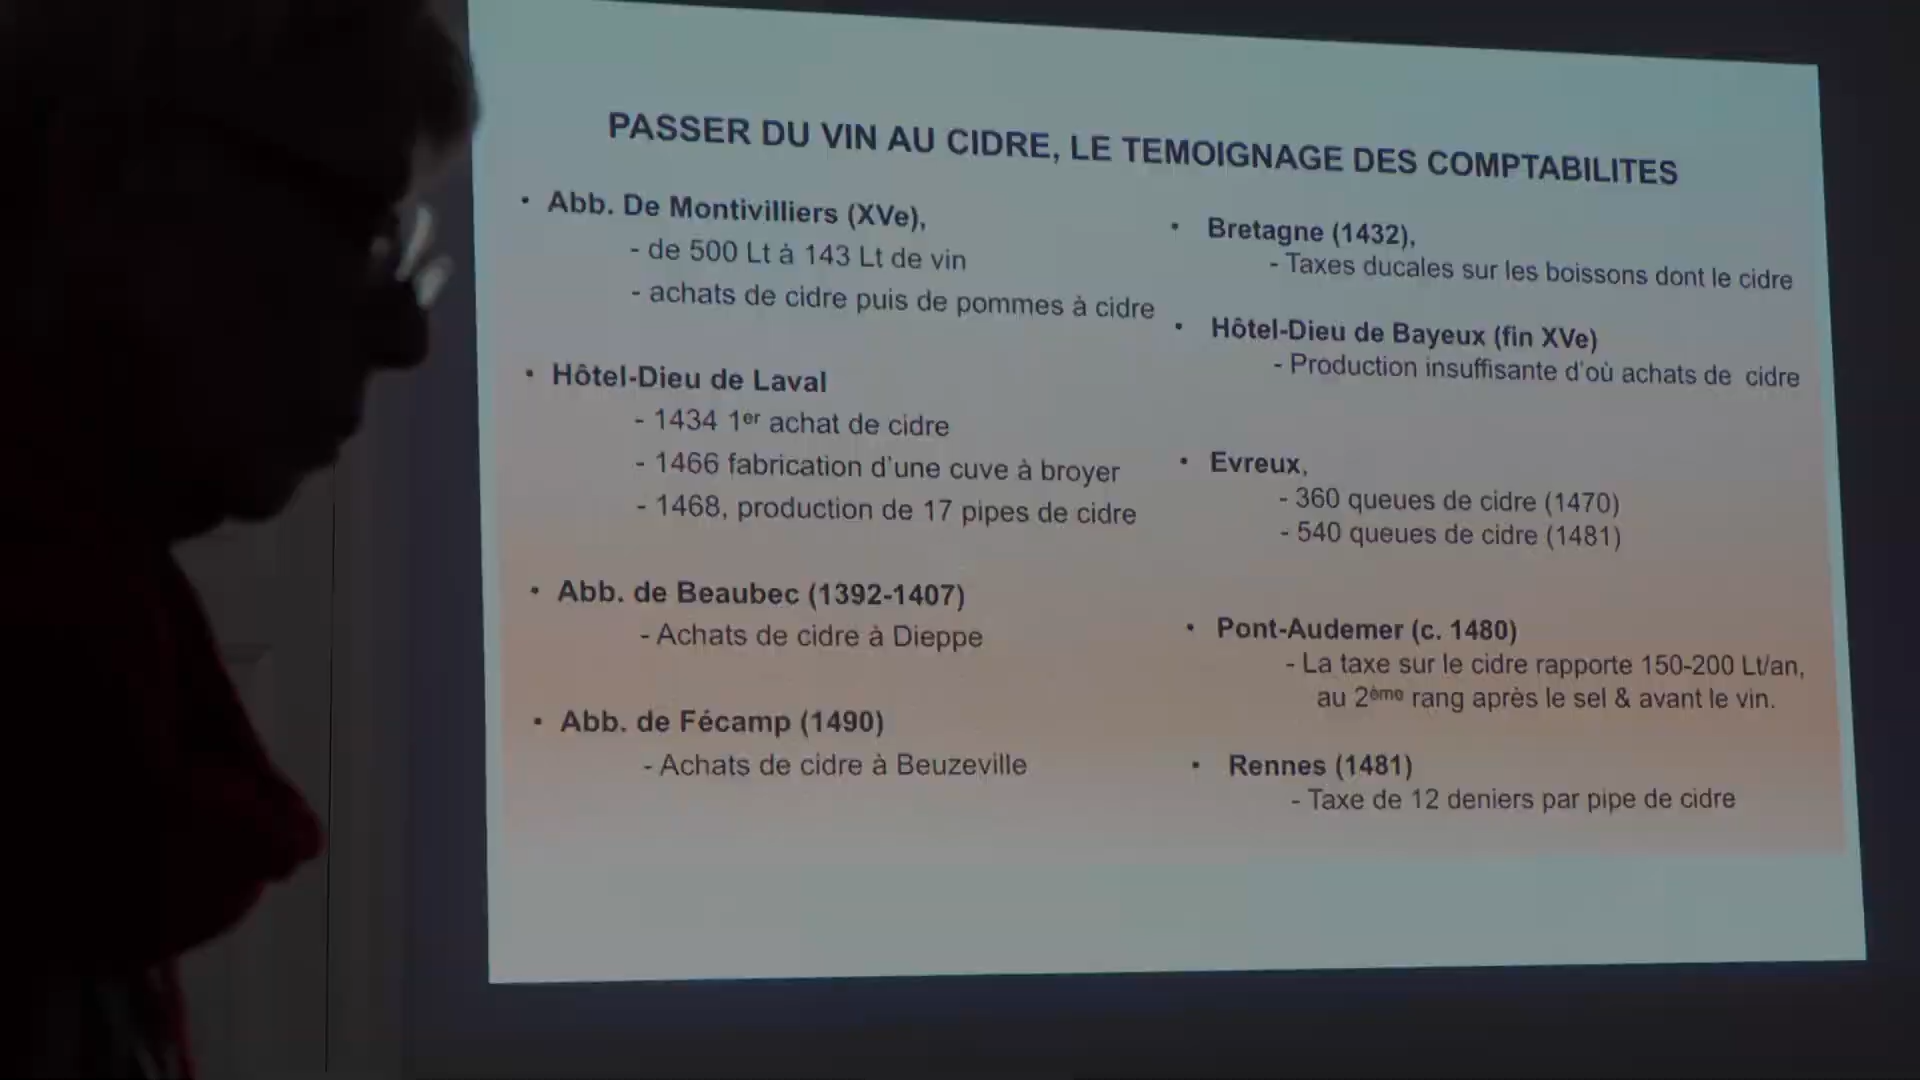 PASSER DU VIN AU CIDRE, LE TEMOIGNAGE DES COMPTABILITES
• Abb. De Montivilliers (XVe),
- de 500 Lt à 143 Lt de vin
- achats de cidre puis de pommes à cidre
• Hôtel-Dieu de Laval
- 1434 1er achat de cidre
- 1466 fabrication d'une cuve à broyer
- 1468, production de 17 pipes de cidre
• Abb. de Beaubec (1392-1407)
- Achats de cidre à Dieppe
• Abb. de Fécamp (1490)
- Achats de cidre à Beuzeville
• Bretagne (1432),
- Taxes ducales sur les boissons dont le cidre
• Hôtel-Dieu de Bayeux (fin XVe)
- Production insuffisante d'où achats de cidre
• Evreux,
- 360 queues de cidre (1470)
- 540 queues de cidre (1481)
• Pont-Audemer (c. 1480)
- La taxe sur le cidre rapporte 150-200 Lt/an,
au 2ème rang après le sel & avant le vin.
• Rennes (1481)
- Taxe de 12 deniers par pipe de cidre